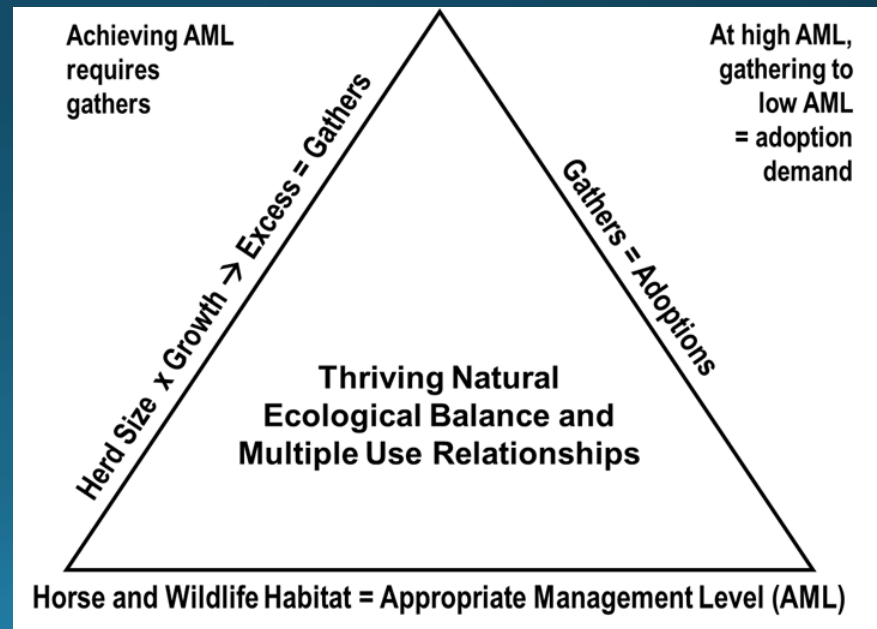 Achieving AML
requires
gathers
At high AML,
gathering to
low AML
= adoption
demand
Herd Size x Growth → Excess = Gathers
Gathers = Adoptions
Thriving Natural
Ecological Balance and
Multiple Use Relationships
Horse and Wildlife Habitat = Appropriate Management Level (AML)